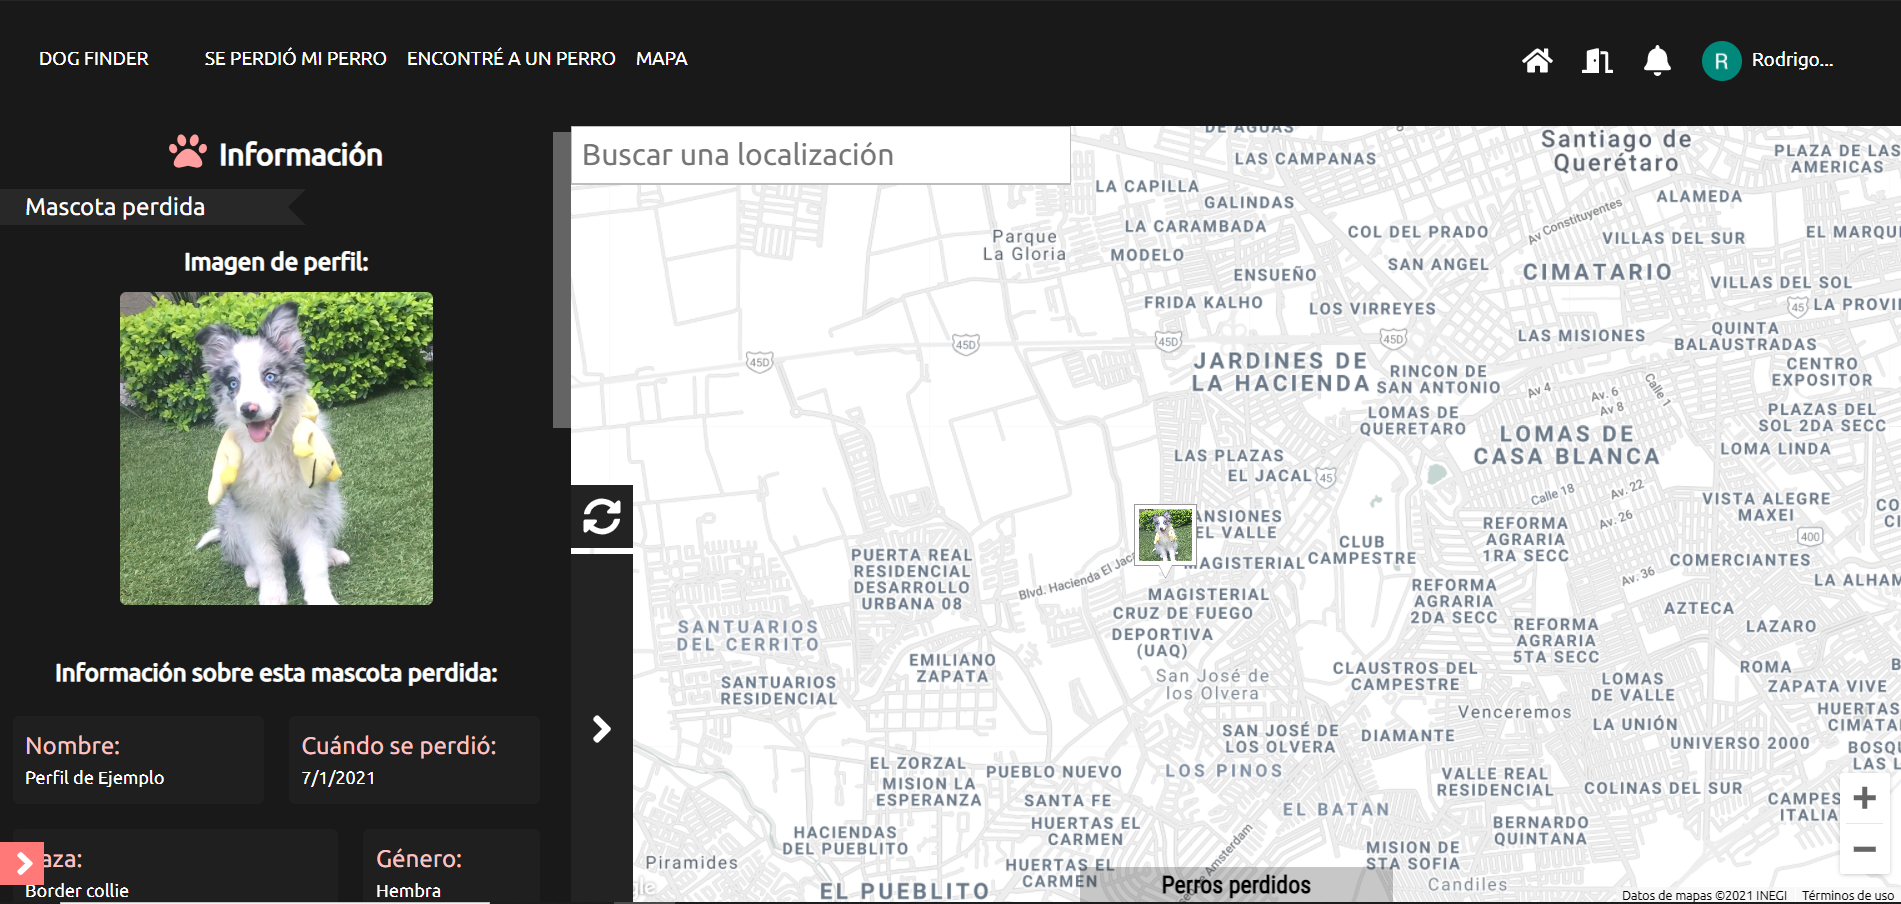 DOG FINDER
SE PERDIÓ MI PERRO
ENCONTRÉ A UN PERRO
MAPA
R
Rodrigo...
Información
Mascota perdida
Imagen de perfil:
Información sobre esta mascota perdida:
Nombre:
Perfil de Ejemplo
Cuándo se perdió:
7/1/2021
aza:
Border collie
Género:
Hembra
Buscar una localización
DE AGUAS
LAS CAMPANAS
Santiago de
Querétaro
PLAZA DE LAS
AMERICAS
LA CAPILLA
GALINDAS
ALAMEDA
Parque
La Gloria
LA CARAMBADA
MODELO
COL DEL PRADO
Av Constituyentes
VILLAS DEL SUR
EL MARQU
SAN ANGEL
ENSUEÑO
CIMATARIO
VILLAS DEL SOL
FRIDA KALHO
LOS VIRREYES
45
LA PROVI
45D
45D
45D
45D
LAS MISIONES
QUINTA
BALAUSTRADAS
JARDINES DE
LA HACIENDA
RINCON DE
SAN ANTONIO
CENTRO
EXPOSITOR
Av 4
Av. 6
Av 8
Calle 1
LOMAS DE
QUERETARO
PLAZAS DEL
SOL 2DA SECC
LOMAS DE
CASA BLANCA
LOMA LINDA
LAS PLAZAS
EL JACAL
45
Calle 18
Av. 22
VISTA ALEGRE
MAXEI
CO
CI
ANSIONES
EL VALLE
Av. 26
REFORMA
AGRARIA
1RA SECC
400
CLUB
CAMPESTRE
PUERTA REAL
RESIDENCIAL
DESARROLLO
URBANA 08
Blvd. Hacienda El Jaca
MAGISTERIAL
COMERCIANTES
Av. 36
LA ALHAM
MAGISTERIAL
CRUZ DE FUEGO
REFORMA
AGRARIA
2DA SECC
AZTECA
LAZARO
SANTUARIOS
DEL CERRITO
DEPORTIVA
(UAQ)
REFORMA
AGRARIA
5TA SECC
EMILIANO
ZAPATA
San José de
los Olvera
CLAUSTROS DEL
CAMPESTRE
ROMA
SANTUARIOS
RESIDENCIAL
LOMAS
DE VALLE
ZAPATA VIVE
Venceremos
HUERTAS
CIMATA
LA UNIÓN
SAN JOSÉ DE
LOS OLVERA
DIAMANTE
UNIVERSO 2000
BOSQU
LAS L
EL ZORZAL
PUEBLO NUEVO
LOS PINOS
MISION LA
ESPERANZA
VALLE REAL
RESIDENCIAL
COLINAS DEL SUR
SANTA FE
CAMPES
ITALIA
EL BATAN
HUERTAS EL
CARMEN
BERNARDO
QUINTANA
HACIENDAS
DEL PUEBLITO
Piramides
HUERTAS EL
CARMEN
Amsterdam
MISION DE
STA SOFIA
EL PUEBLITO
Perros perdidos
Candiles
Datos de mapas ©2021 INEGI
Términos de uso